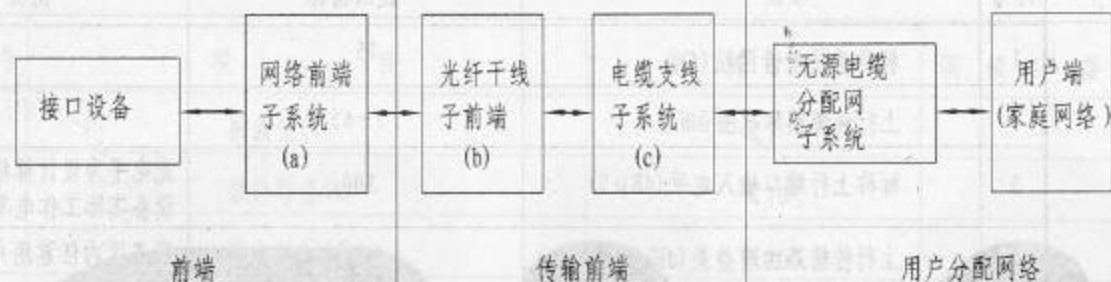 接口设备
网络前端
子系统
(a)
光纤干线
子前端
(b)
电缆支线
子系统
(c)
无源电缆
分配网
子系统
用户端
(家庭网络)
前端
传输前端
用户分配网络